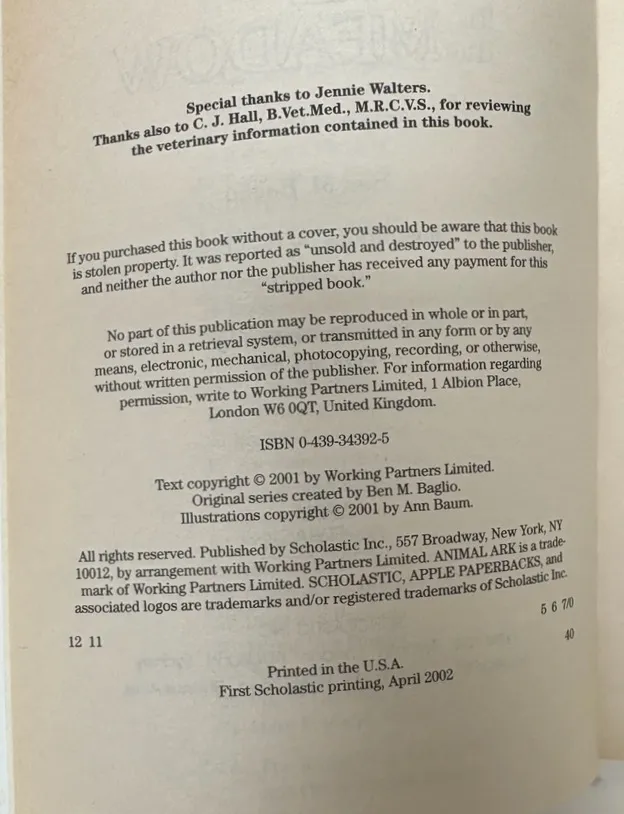 Special thanks to Jennie Walters.
Thanks also to C. J. Hall, B.Vet.Med., M.R.C.V.S., for reviewing
the veterinary information contained in this book.
If you purchased this book without a cover, you should be aware that this book
is stolen property. It was reported as “unsold and destroyed” to the publisher,
and neither the author nor the publisher has received any payment for this
“stripped book.”
No part of this publication may be reproduced in whole or in part,
or stored in a retrieval system, or transmitted in any form or by any
means, electronic, mechanical, photocopying, recording, or otherwise,
without written permission of the publisher. For information regarding
permission, write to Working Partners Limited, 1 Albion Place,
London W6 0QT, United Kingdom.
ISBN 0-439-34392-5
Text copyright © 2001 by Working Partners Limited.
Original series created by Ben M. Baglio.
Illustrations copyright © 2001 by Ann Baum.
All rights reserved. Published by Scholastic Inc., 557 Broadway, New York, NY
10012, by arrangement with Working Partners Limited. ANIMAL ARK is a trade-
mark of Working Partners Limited. SCHOLASTIC, APPLE PAPERBACKS, and
associated logos are trademarks and/or registered trademarks of Scholastic Inc.
12 11 5 6 7/0
40
Printed in the U.S.A.
First Scholastic printing, April 2002